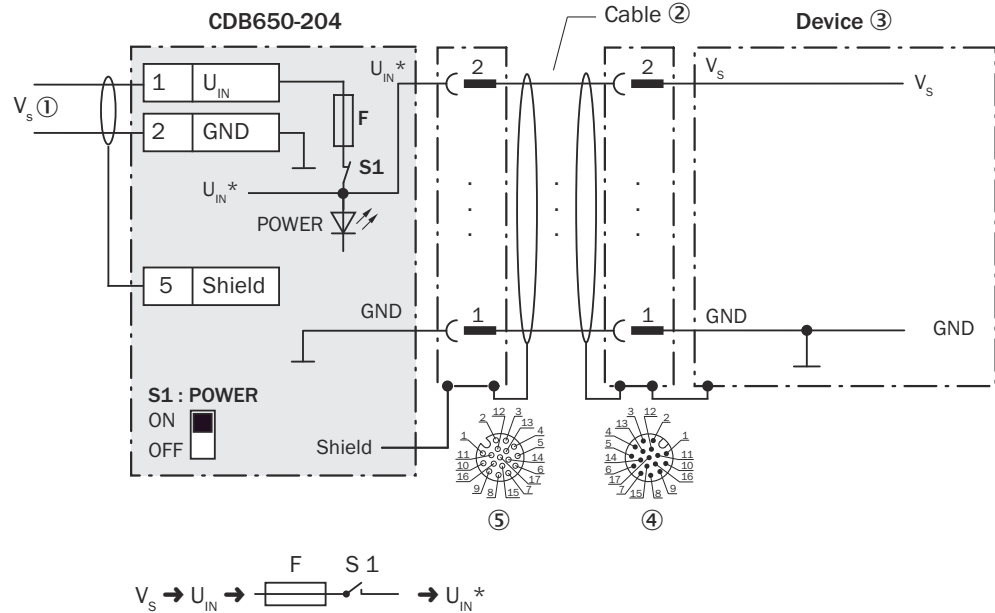 CDB650-204
Cable ②
Device ③
V_S ①
1 U_IN
2 GND
F
S1
U_IN*
POWER
5 Shield
U_IN*
2
2
V_S
V_S
. .
. .
. .
. .
. .
. .
GND
1
1
GND
GND
S1 : POWER
ON
OFF
Shield
1 2 12 3 13 4 5 14 6 17 7 15 8 9 16 10 11
⑤
3 12 2 1 11 10 16 9 8 15 7 17 6 14 5 4 13
④
F S 1
V_S ➔ U_IN ➔ ➔ U_IN*